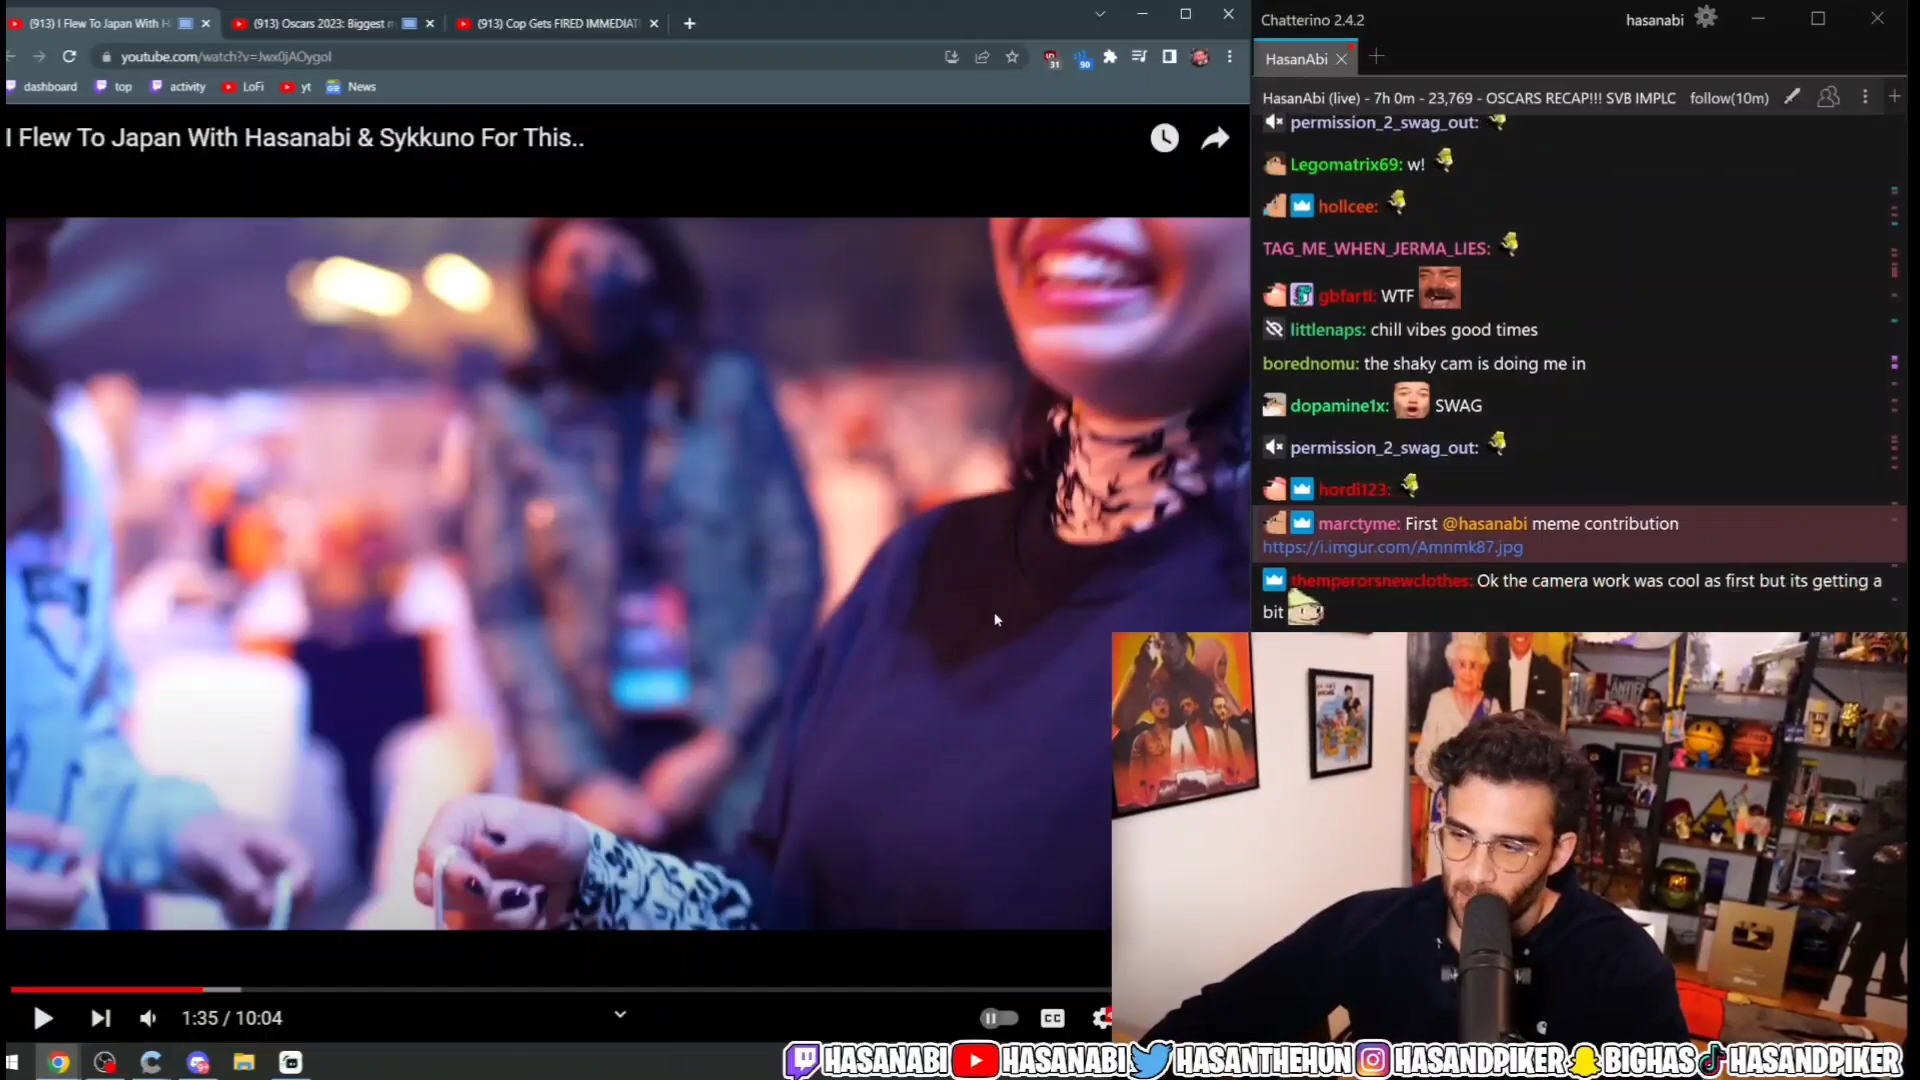 (913) I Flew To Japan With H
(913) Oscars 2023: Biggest m
(913) Cop Gets FIRED IMMEDIAT
youtube.com/watch?v=Jwx0jAOygoI
31
90
dashboard
top
activity
LoFi
yt
News
I Flew To Japan With Hasanabi & Sykkuno For This..
1:35 / 10:04
CC
Chatterino 2.4.2
hasanabi
HasanAbi
HasanAbi (live) - 7h 0m - 23,769 - OSCARS RECAP!!! SVB IMPLC
follow(10m)
permission_2_swag_out:
Legomatrix69: w!
hollcee:
TAG_ME_WHEN_JERMA_LIES:
gbfarti: WTF
littlenaps: chill vibes good times
borednomu: the shaky cam is doing me in
dopamine1x: SWAG
permission_2_swag_out:
hordi123:
marctyme: First @hasanabi meme contribution
https://i.imgur.com/Amnmk87.jpg
themperorsnewclothes: Ok the camera work was cool as first but its getting a
bit
HASANABI HASANABI HASANTHEHUN HASANDPIKER BIGHAS HASANDPIKER